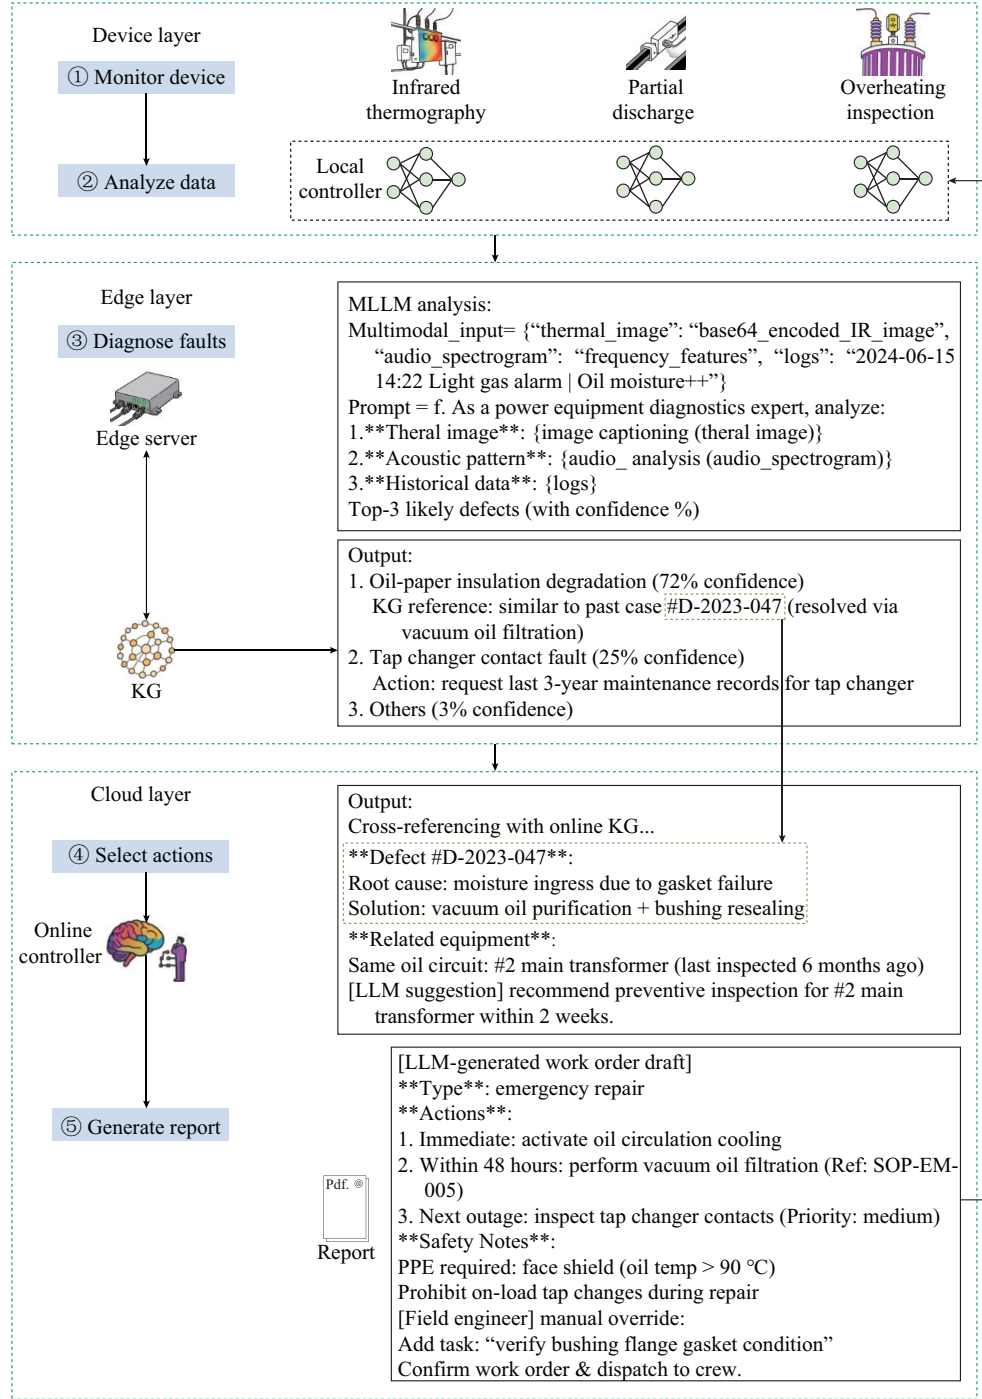 Device layer
① Monitor device
② Analyze data
Infrared
thermography
Partial
discharge
Overheating
inspection
Local
controller
Edge layer
③ Diagnose faults
Edge server
KG
MLLM analysis:
Multimodal_input= {“thermal_image”: “base64_encoded_IR_image”,
“audio_spectrogram”: “frequency_features”, “logs”: “2024-06-15
14:22 Light gas alarm | Oil moisture++”}
Prompt = f. As a power equipment diagnostics expert, analyze:
1.**Theral image**: {image captioning (theral image)}
2.**Acoustic pattern**: {audio_ analysis (audio_spectrogram)}
3.**Historical data**: {logs}
Top-3 likely defects (with confidence %)
Output:
1. Oil-paper insulation degradation (72% confidence)
KG reference: similar to past case #D-2023-047 (resolved via
vacuum oil filtration)
2. Tap changer contact fault (25% confidence)
Action: request last 3-year maintenance records for tap changer
3. Others (3% confidence)
Cloud layer
④ Select actions
Online
controller
⑤ Generate report
Output:
Cross-referencing with online KG...
**Defect #D-2023-047**:
Root cause: moisture ingress due to gasket failure
Solution: vacuum oil purification + bushing resealing
**Related equipment**:
Same oil circuit: #2 main transformer (last inspected 6 months ago)
[LLM suggestion] recommend preventive inspection for #2 main
transformer within 2 weeks.
Pdf. @
Report
[LLM-generated work order draft]
**Type**: emergency repair
**Actions**:
1. Immediate: activate oil circulation cooling
2. Within 48 hours: perform vacuum oil filtration (Ref: SOP-EM-
005)
3. Next outage: inspect tap changer contacts (Priority: medium)
**Safety Notes**:
PPE required: face shield (oil temp > 90 ℃)
Prohibit on-load tap changes during repair
[Field engineer] manual override:
Add task: “verify bushing flange gasket condition”
Confirm work order & dispatch to crew.